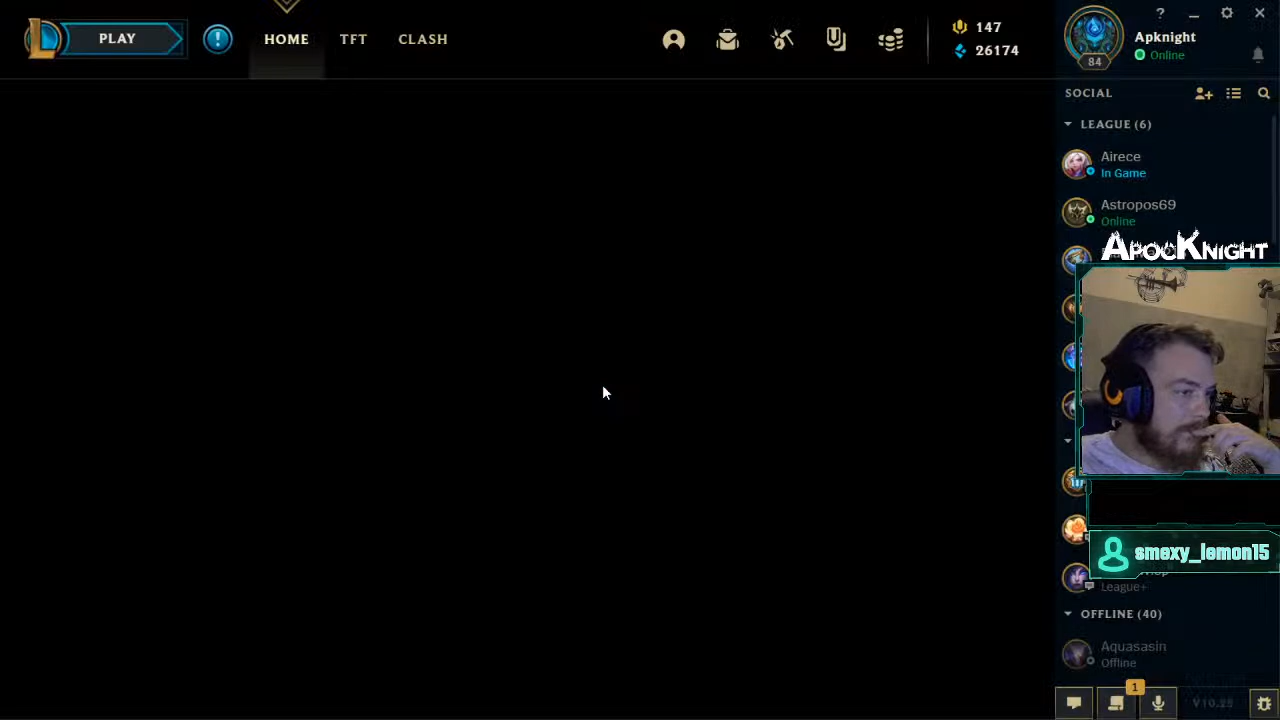 PLAY
HOME
TFT
CLASH
147
26174
84
?
Apknight
Online
SOCIAL
LEAGUE (6)
Airece
In Game
Astropos69
Online
APOCKNIGHT
smexy_lemon15
League+
OFFLINE (40)
Aquasasin
Offline
1